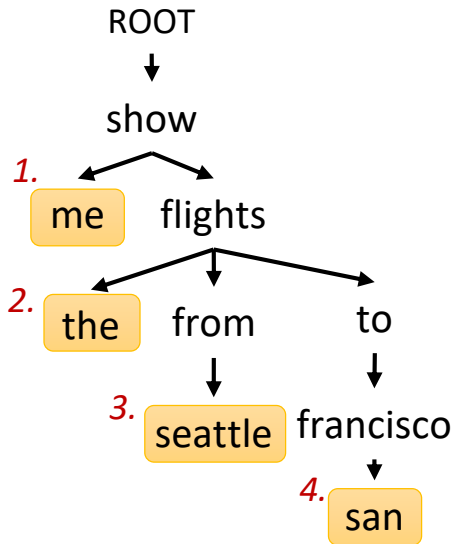 ROOT
show
1.
me flights
2.
the from to
3.
seattle francisco
4.
san